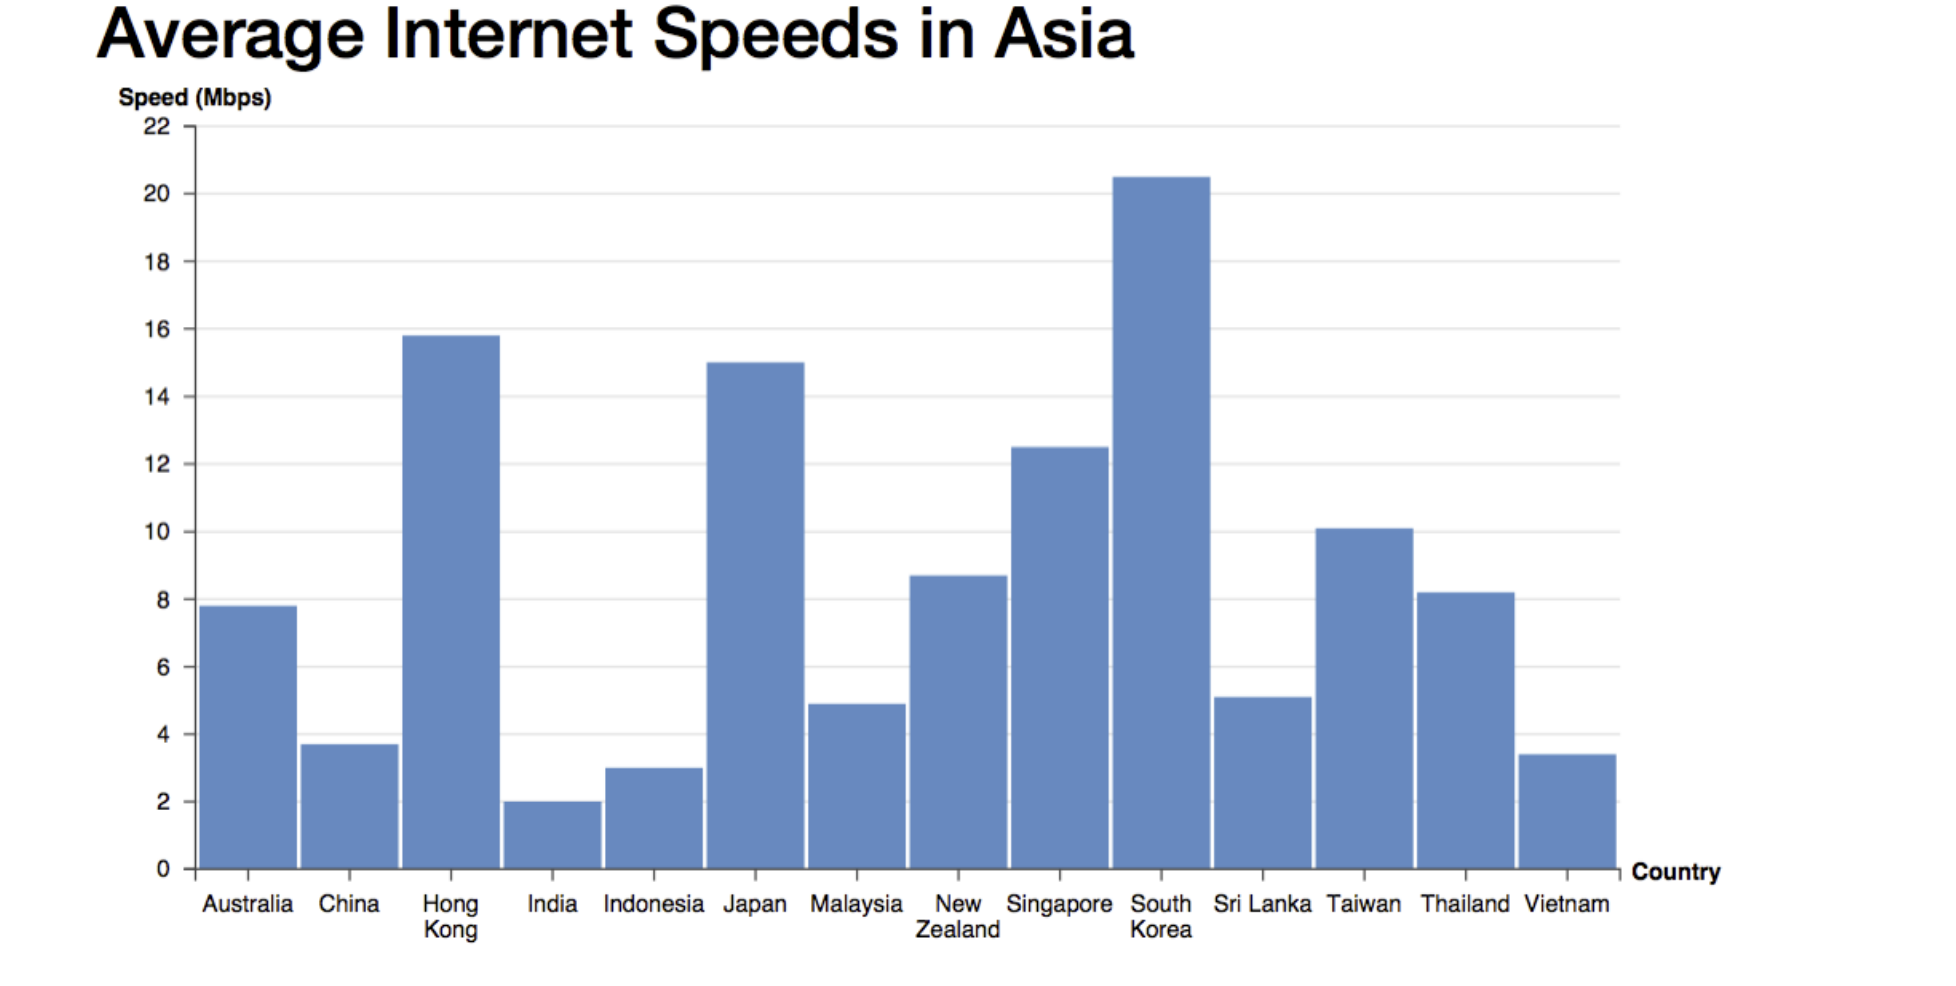 Average Internet Speeds in Asia
Speed (Mbps)
22
20
18
16
14
12
10
8
6
4
2
0
Country
Australia China Hong India Indonesia Japan Malaysia New Singapore South Sri Lanka Taiwan Thailand Vietnam
Kong Zealand Korea